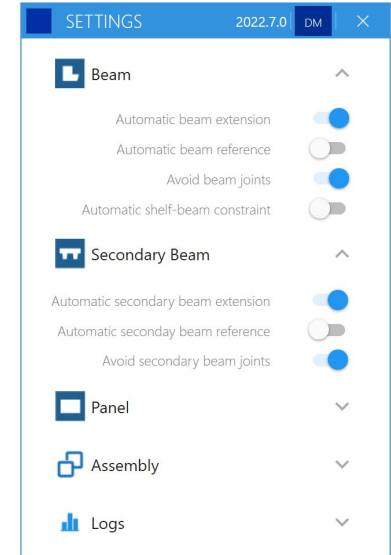 SETTINGS 2022.7.0 DM
Beam
Automatic beam extension
Automatic beam reference
Avoid beam joints
Automatic shelf-beam constraint
Secondary Beam
Automatic secondary beam extension
Automatic seconday beam reference
Avoid secondary beam joints
Panel
Assembly
Logs